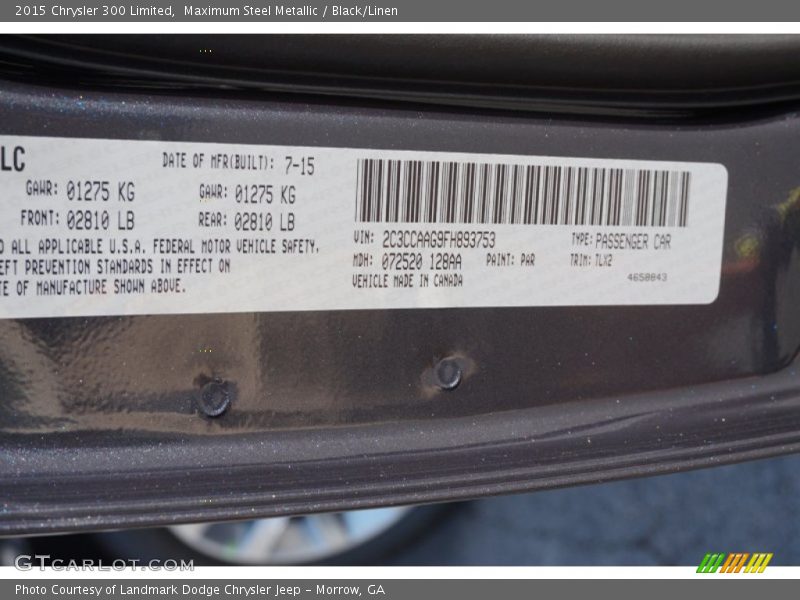 2015 Chrysler 300 Limited, Maximum Steel Metallic / Black/Linen
LC
DATE OF MFR(BUILT): 7-15
GAWR: 01275 KG GAWR: 01275 KG
FRONT: 02810 LB REAR: 02810 LB
ALL APPLICABLE U.S.A. FEDERAL MOTOR VEHICLE SAFETY,
EFT PREVENTION STANDARDS IN EFFECT ON
TE OF MANUFACTURE SHOWN ABOVE.
VIN: 2C3CCAAG9FH893753 TYPE: PASSENGER CAR
MDH: 072520 128AA PAINT: PAR TRIM: TLX2
VEHICLE MADE IN CANADA 4658843
GTCarLot.com
Photo Courtesy of Landmark Dodge Chrysler Jeep - Morrow, GA